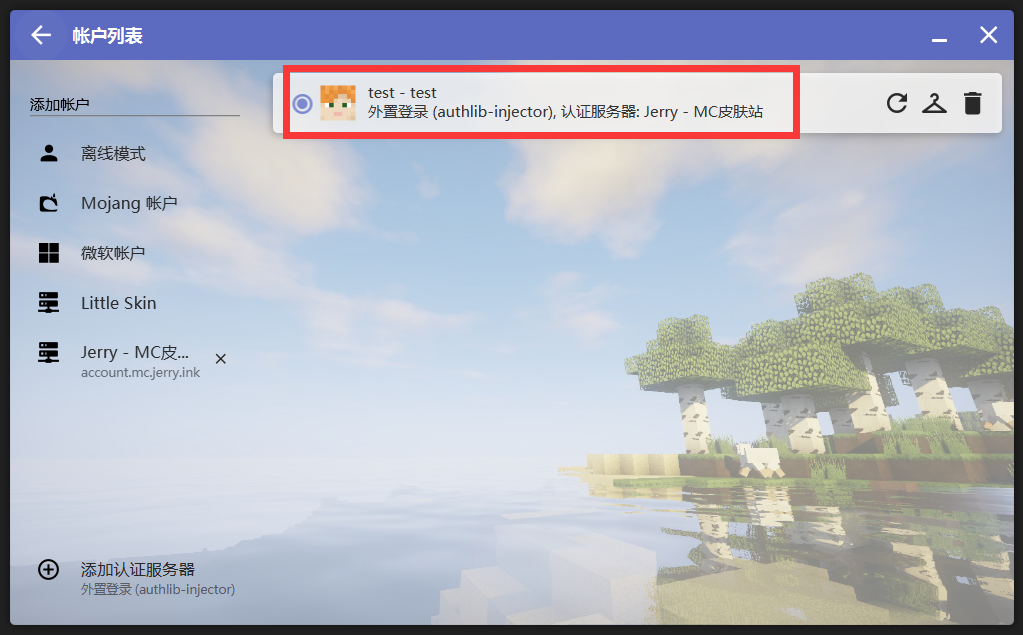 帐户列表
添加帐户
离线模式
Mojang 帐户
微软帐户
Little Skin
Jerry - MC皮...
account.mc.jerry.ink
添加认证服务器
外置登录 (authlib-injector)
test - test
外置登录 (authlib-injector), 认证服务器: Jerry - MC皮肤站